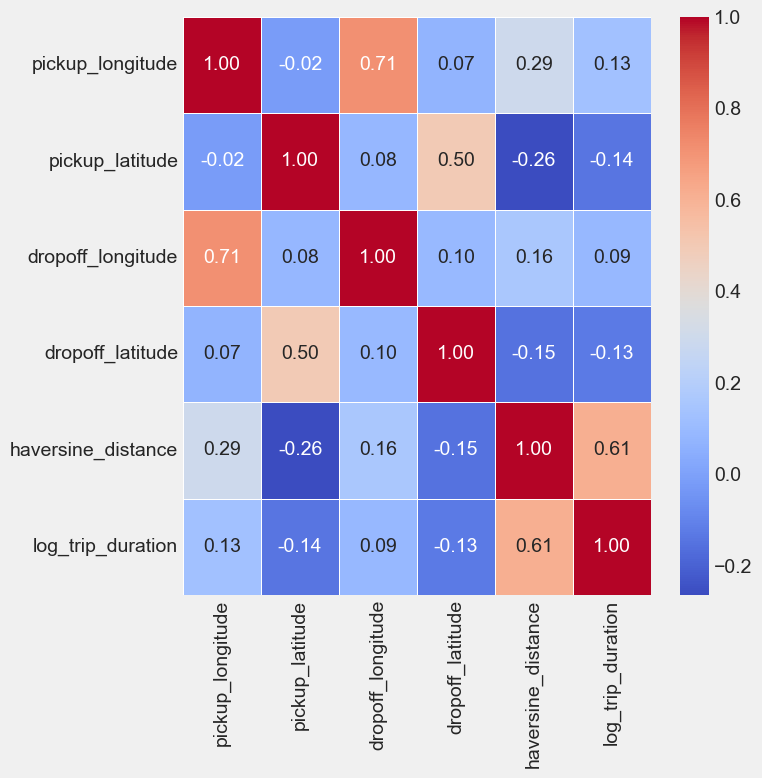 pickup_longitude 1.00 -0.02 0.71 0.07 0.29 0.13
pickup_latitude -0.02 1.00 0.08 0.50 -0.26 -0.14
dropoff_longitude 0.71 0.08 1.00 0.10 0.16 0.09
dropoff_latitude 0.07 0.50 0.10 1.00 -0.15 -0.13
haversine_distance 0.29 -0.26 0.16 -0.15 1.00 0.61
log_trip_duration 0.13 -0.14 0.09 -0.13 0.61 1.00
pickup_longitude
pickup_latitude
dropoff_longitude
dropoff_latitude
haversine_distance
log_trip_duration
1.0
0.8
0.6
0.4
0.2
0.0
−0.2